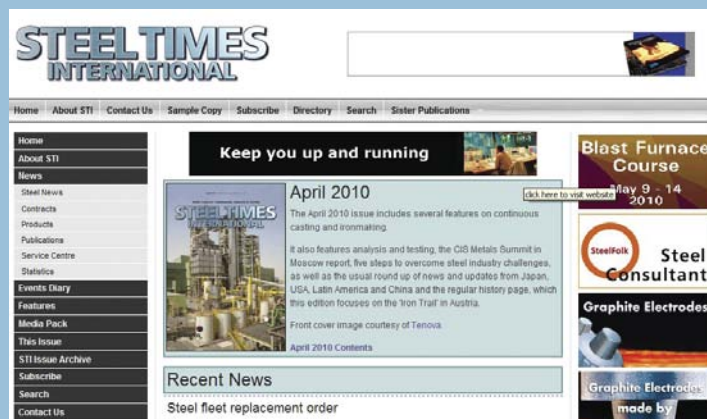 STEEL TIMES
INTERNATIONAL
Home About STI Contact Us Sample Copy Subscribe Directory Search Sister Publications
Home
About STI
News
Steel News
Contracts
Products
Publications
Service Centre
Statistics
Events Diary
Features
Media Pack
This Issue
STI Issue Archive
Subscribe
Search
Contact Us
Keep you up and running
STEEL TIMES
INTERNATIONAL
April 2010
The April 2010 issue includes several features on continuous
casting and ironmaking.
It also features analysis and testing, the CIS Metals Summit in
Moscow report, five steps to overcome steel industry challenges,
as well as the usual round up of news and updates from Japan,
USA, Latin America and China and the regular history page, which
this edition focuses on the 'Iron Trail' in Austria.
Front cover image courtesy of Tenova.
April 2010 Contents
Recent News
Steel fleet replacement order
Blast Furnace
Course
May 9 - 14
2010
click here to visit website
SteelFolk
Steel
Consultant
Graphite Electrodes
Graphite Electrodes
made by